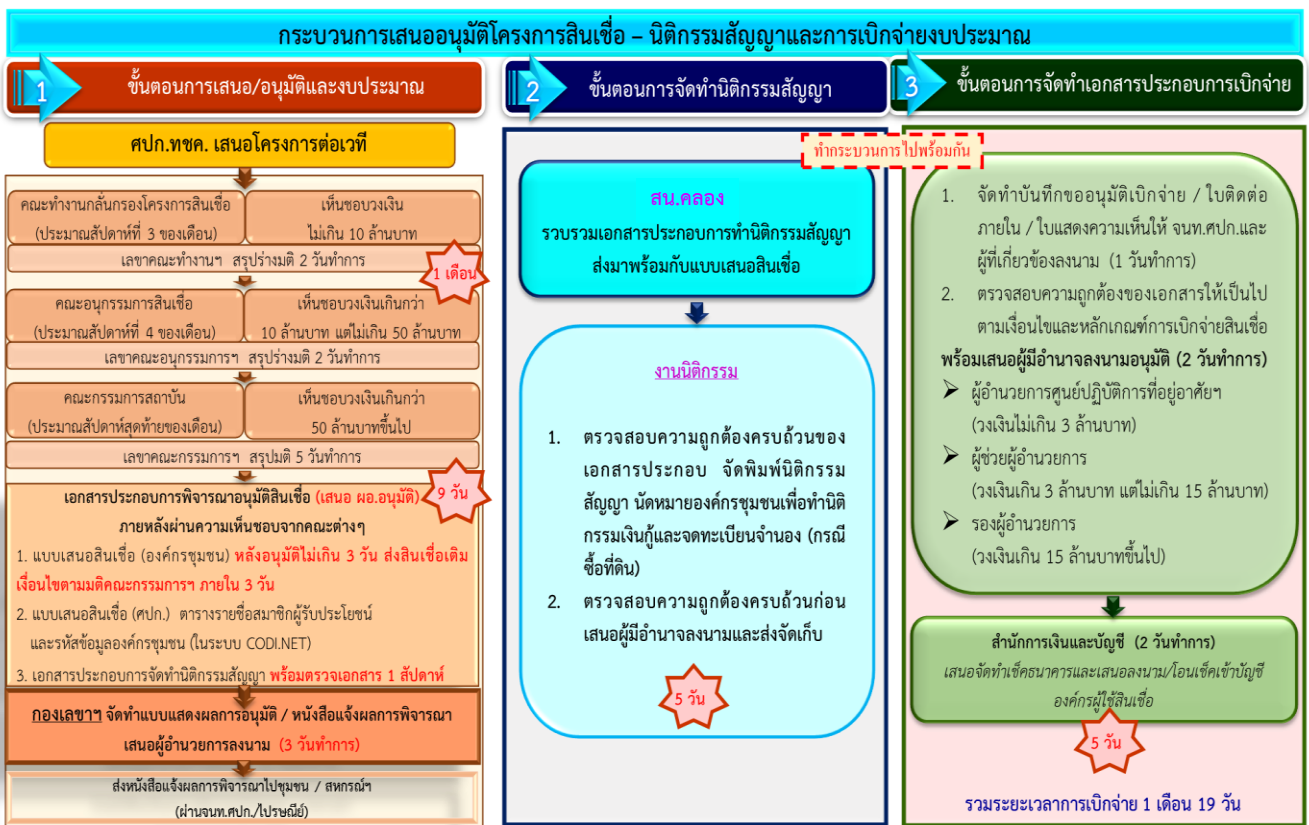 กระบวนการเสนออนุมัติโครงการสินเชื่อ – นิติกรรมสัญญาและการเบิกจ่ายงบประมาณ
1
ขั้นตอนการเสนอ/อนุมัติและงบประมาณ
ศปก.ทชค. เสนอโครงการต่อเวที
คณะทำงานกลั่นกรองโครงการสินเชื่อ
(ประมาณสัปดาห์ที่ 3 ของเดือน)
เห็นชอบวงเงิน
ไม่เกิน 10 ล้านบาท
เลขาคณะทำงานฯ สรุปร่างมติ 2 วันทำการ
1 เดือน
คณะอนุกรรมการสินเชื่อ
(ประมาณสัปดาห์ที่ 4 ของเดือน)
เห็นชอบวงเงินเกินกว่า
10 ล้านบาท แต่ไม่เกิน 50 ล้านบาท
เลขาคณะอนุกรรมการฯ สรุปร่างมติ 2 วันทำการ
คณะกรรมการสถาบัน
(ประมาณสัปดาห์สุดท้ายของเดือน)
เห็นชอบวงเงินเกินกว่า
50 ล้านบาทขึ้นไป
เลขาคณะกรรมการฯ สรุปมติ 5 วันทำการ
เอกสารประกอบการพิจารณาอนุมัติสินเชื่อ (เสนอ ผอ.อนุมัติ)
9 วัน
ภายหลังผ่านความเห็นชอบจากคณะต่างๆ
1. แบบเสนอสินเชื่อ (องค์กรชุมชน) หลังอนุมัติไม่เกิน 3 วัน ส่งสินเชื่อเติม
เงื่อนไขตามมติคณะกรรมการฯ ภายใน 3 วัน
2. แบบเสนอสินเชื่อ (ศปก.) ตารางรายชื่อสมาชิกผู้รับประโยชน์
และรหัสข้อมูลองค์กรชุมชน (ในระบบ CODI.NET)
3. เอกสารประกอบการจัดทำนิติกรรมสัญญา พร้อมตรวจเอกสาร 1 สัปดาห์
กองเลขาฯ จัดทำแบบแสดงผลการอนุมัติ / หนังสือแจ้งผลการพิจารณา
เสนอผู้อำนวยการลงนาม (3 วันทำการ)
ส่งหนังสือแจ้งผลการพิจารณาไปชุมชน / สหกรณ์ฯ
(ผ่านจนท.ศปก./ไปรษณีย์)
2
ขั้นตอนการจัดทำนิติกรรมสัญญา
ทำกระบวนการไปพร้อมกัน
สน.คลอง
รวบรวมเอกสารประกอบการทำนิติกรรมสัญญา
ส่งมาพร้อมกับแบบเสนอสินเชื่อ
งานนิติกรรม
1. ตรวจสอบความถูกต้องครบถ้วนของ
เอกสารประกอบ จัดพิมพ์นิติกรรม
สัญญา นัดหมายองค์กรชุมชนเพื่อทำนิติ
กรรมเงินกู้และจดทะเบียนจำนอง (กรณี
ซื้อที่ดิน)
2. ตรวจสอบความถูกต้องครบถ้วนก่อน
เสนอผู้มีอำนาจลงนามและส่งจัดเก็บ
5 วัน
3
ขั้นตอนการจัดทำเอกสารประกอบการเบิกจ่าย
1. จัดทำบันทึกขออนุมัติเบิกจ่าย / ใบติดต่อ
ภายใน / ใบแสดงความเห็นให้ จนท.ศปก.และ
ผู้ที่เกี่ยวข้องลงนาม (1 วันทำการ)
2. ตรวจสอบความถูกต้องของเอกสารให้เป็นไป
ตามเงื่อนไขและหลักเกณฑ์การเบิกจ่ายสินเชื่อ
พร้อมเสนอผู้มีอำนาจลงนามอนุมัติ (2 วันทำการ)
➤ ผู้อำนวยการศูนย์ปฏิบัติการที่อยู่อาศัยฯ
(วงเงินไม่เกิน 3 ล้านบาท)
➤ ผู้ช่วยผู้อำนวยการ
(วงเงินเกิน 3 ล้านบาท แต่ไม่เกิน 15 ล้านบาท)
➤ รองผู้อำนวยการ
(วงเงินเกิน 15 ล้านบาทขึ้นไป)
สำนักการเงินและบัญชี (2 วันทำการ)
เสนอจัดทำเช็คธนาคารและเสนอลงนาม/โอนเช็คเข้าบัญชี
องค์กรผู้ใช้สินเชื่อ
5 วัน
รวมระยะเวลาการเบิกจ่าย 1 เดือน 19 วัน